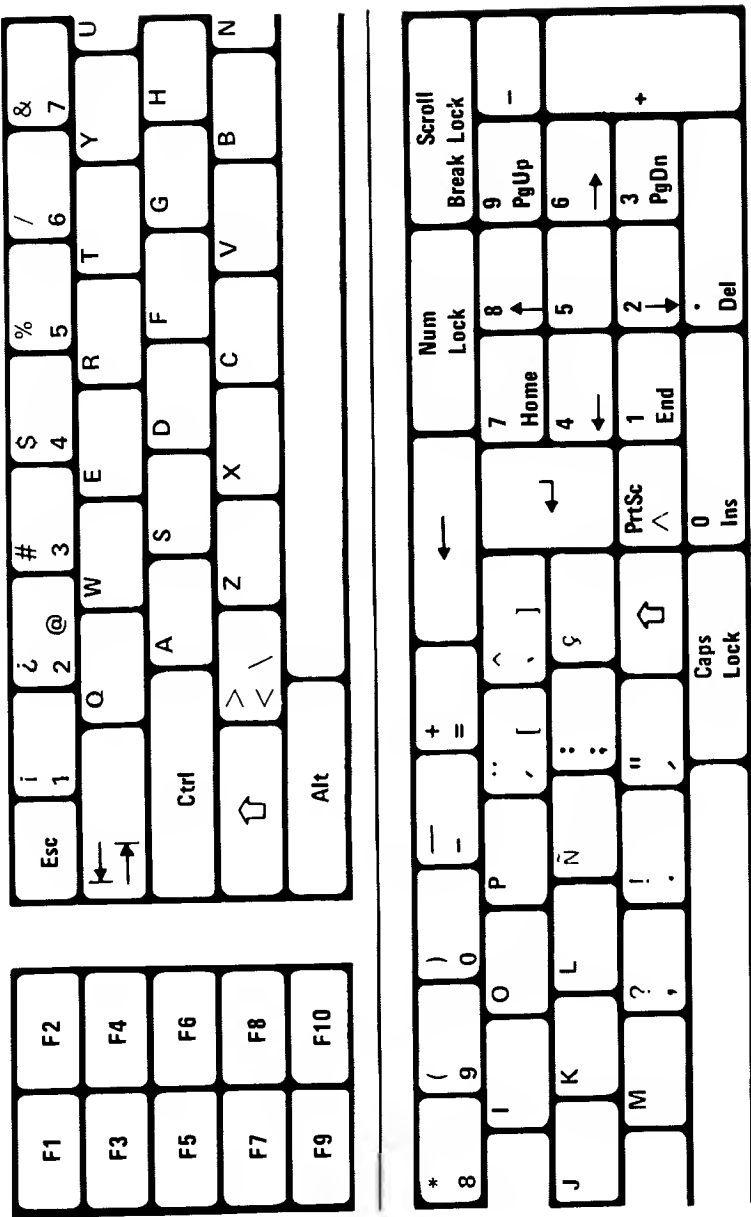 ¡ ¿ # $ % / &
F1 F2 Esc 1 2 @ 3 4 5 6 7
F3 F4 Q W E R T Y U
F5 F6 Ctrl A S D F G H
>
F7 F8 < \ Z X C V B N
F9 F10 Alt
* ( ) _ + Num Scroll
8 9 0 - = Lock Break Lock
I O P ¨ ^ 7 8 9 -
´ [ ` ] Home PgUp
J K L Ñ : ç 4 5 6
; +
M ? ! " PrtSc 1 2 3
, . ' ^ End PgDn
Caps 0 .
Lock Ins Del